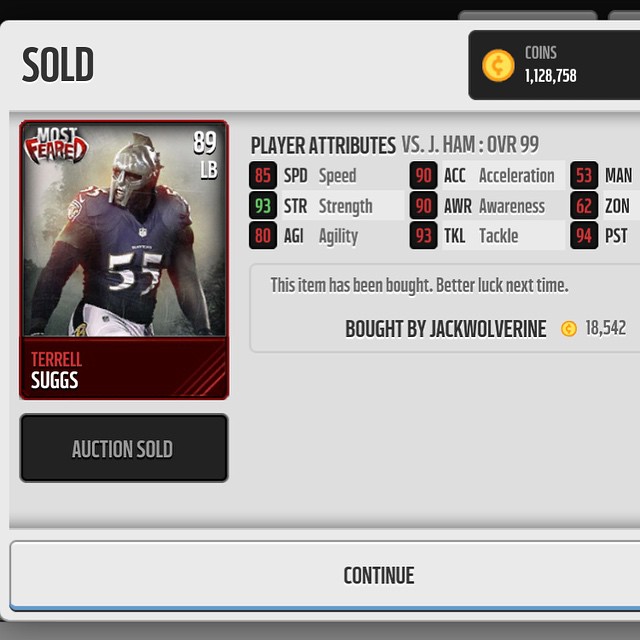 SOLD
COINS
1,128,758
MOST
FEARED
89
LB
55
TERRELL
SUGGS
AUCTION SOLD
PLAYER ATTRIBUTES VS. J. HAM : OVR 99
85 SPD Speed 90 ACC Acceleration 53 MAN
93 STR Strength 90 AWR Awareness 62 ZON
80 AGI Agility 93 TKL Tackle 94 PST
This item has been bought. Better luck next time.
BOUGHT BY JACKWOLVERINE 18,542
CONTINUE